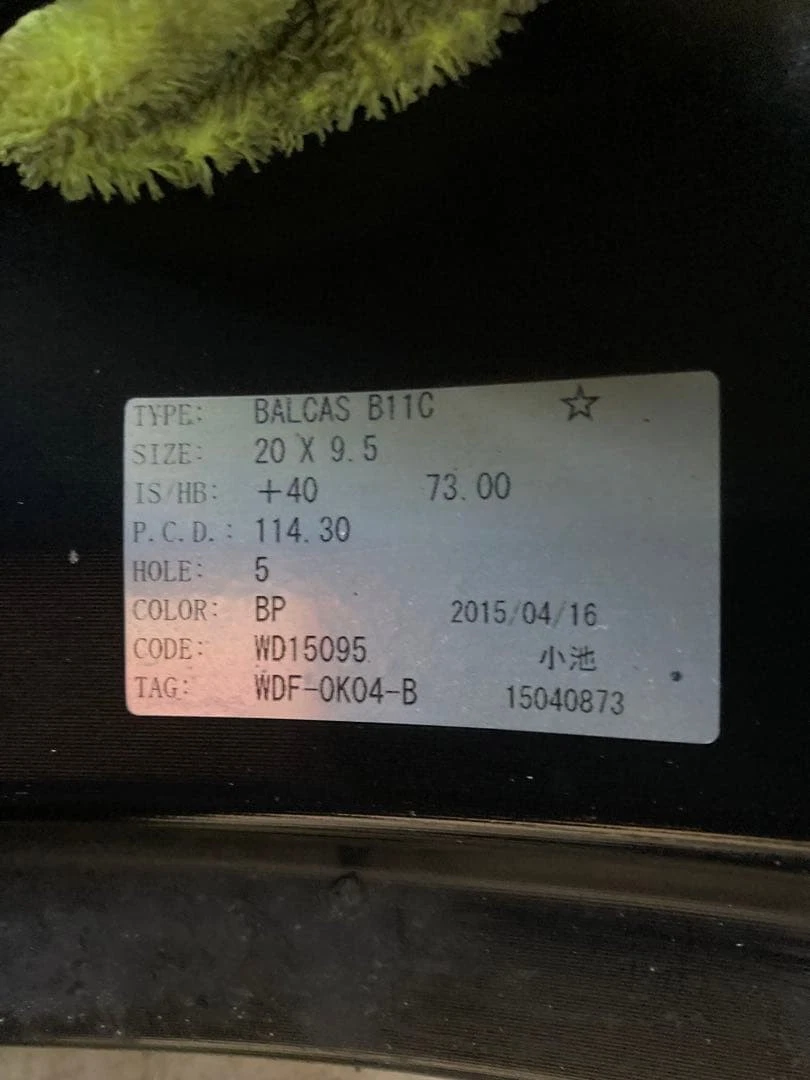 TYPE: BALCAS B11C ☆
SIZE: 20 X 9.5
IS/HB: +40 73.00
P.C.D.: 114.30
HOLE: 5
COLOR: BP 2015/04/16
CODE: WD15095 小池
TAG: WDF-0K04-B 15040873